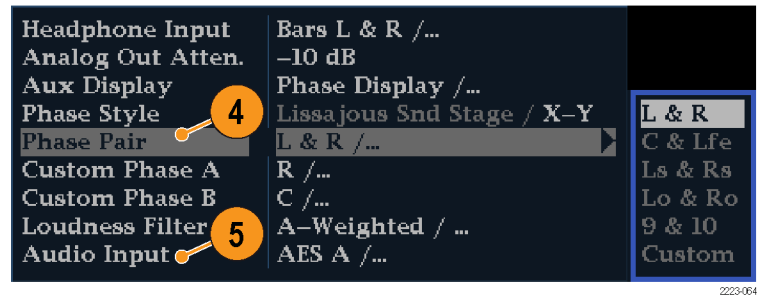 Headphone Input Bars L & R /...
Analog Out Atten. –10 dB
Aux Display Phase Display /...
Phase Style Lissajous Snd Stage / X–Y
4
Phase Pair L & R /...
Custom Phase A R /...
Custom Phase B C /...
Loudness Filter A–Weighted / ...
5
Audio Input AES A /...
L & R
C & Lfe
Ls & Rs
Lo & Ro
9 & 10
Custom
2223-064